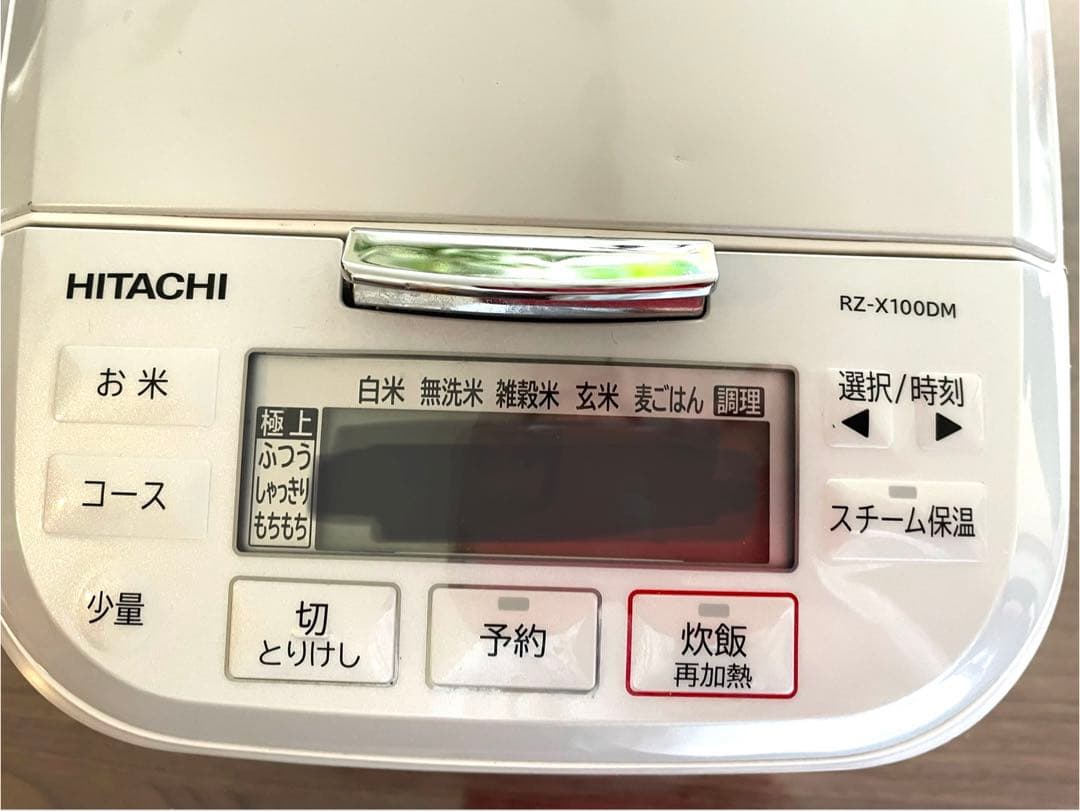 HITACHI
RZ-X100DM
お米
コース
少量
白米 無洗米 雑穀米 玄米 麦ごはん 調理
極上
ふつう
しゃっきり
もちもち
選択/時刻
◀ ▶
スチーム保温
切
とりけし
予約
炊飯
再加熱